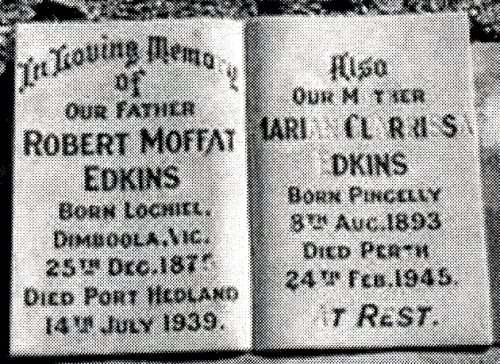 In Loving Memory
of
Our Father
Robert Moffat
Edkins
Born Lochiel,
Dimboola, Vic.
25th Dec. 1875
Died Port Hedland
14th July 1939.
Also
Our Mother
Marian Clarrissa
Edkins
Born Pingelly
8th Aug. 1893
Died Perth
24th Feb. 1945.
At Rest.